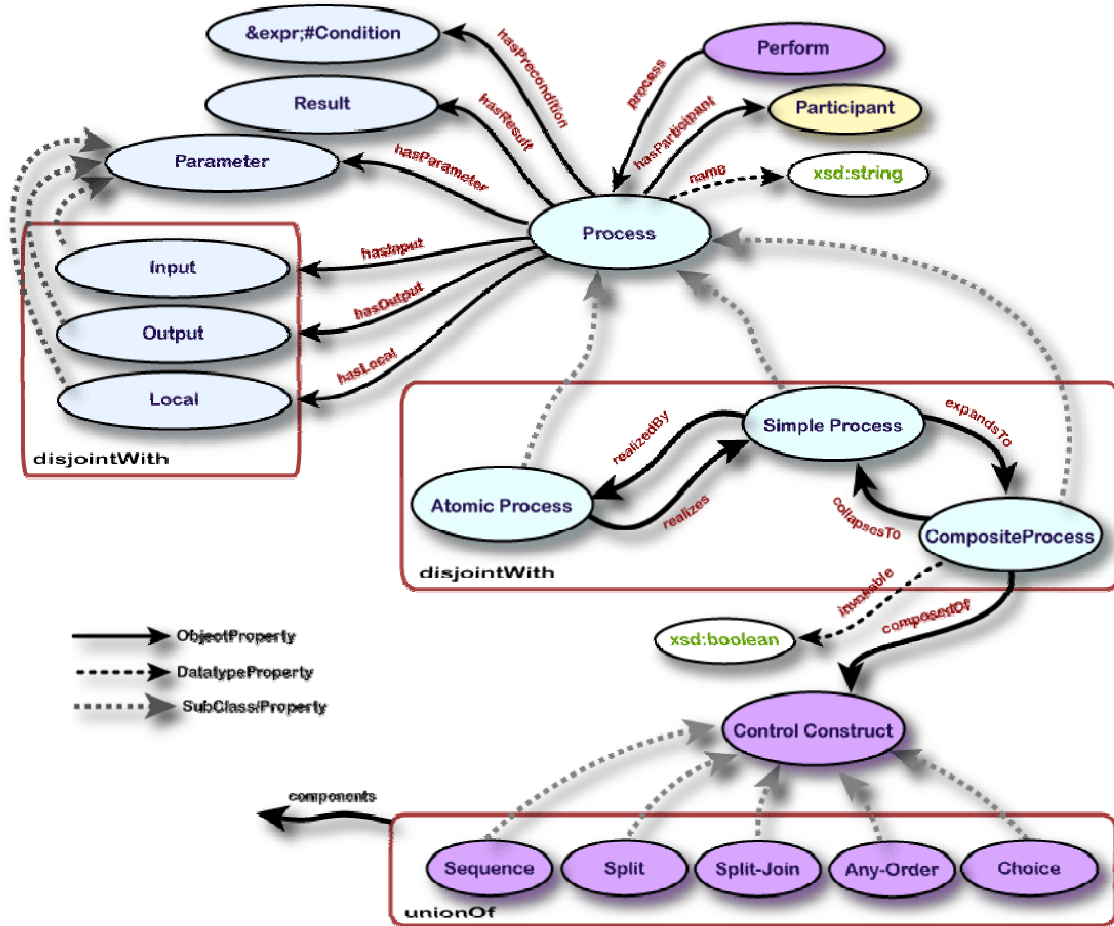 &expr;#Condition
hasPrecondition
Perform
Result
hasResult
process
hasParticipant
Participant
Parameter
hasParameter
name
xsd:string
Process
Input
hasInput
Output
hasOutput
Local
hasLocal
disjointWith
Simple Process
expandsTo
realizedBy
Atomic Process
realizes
collapsesTo
CompositeProcess
disjointWith
invokable
composedOf
xsd:boolean
ObjectProperty
DatatypeProperty
SubClass/Property
Control Construct
components
Sequence
Split
Split-Join
Any-Order
Choice
unionOf